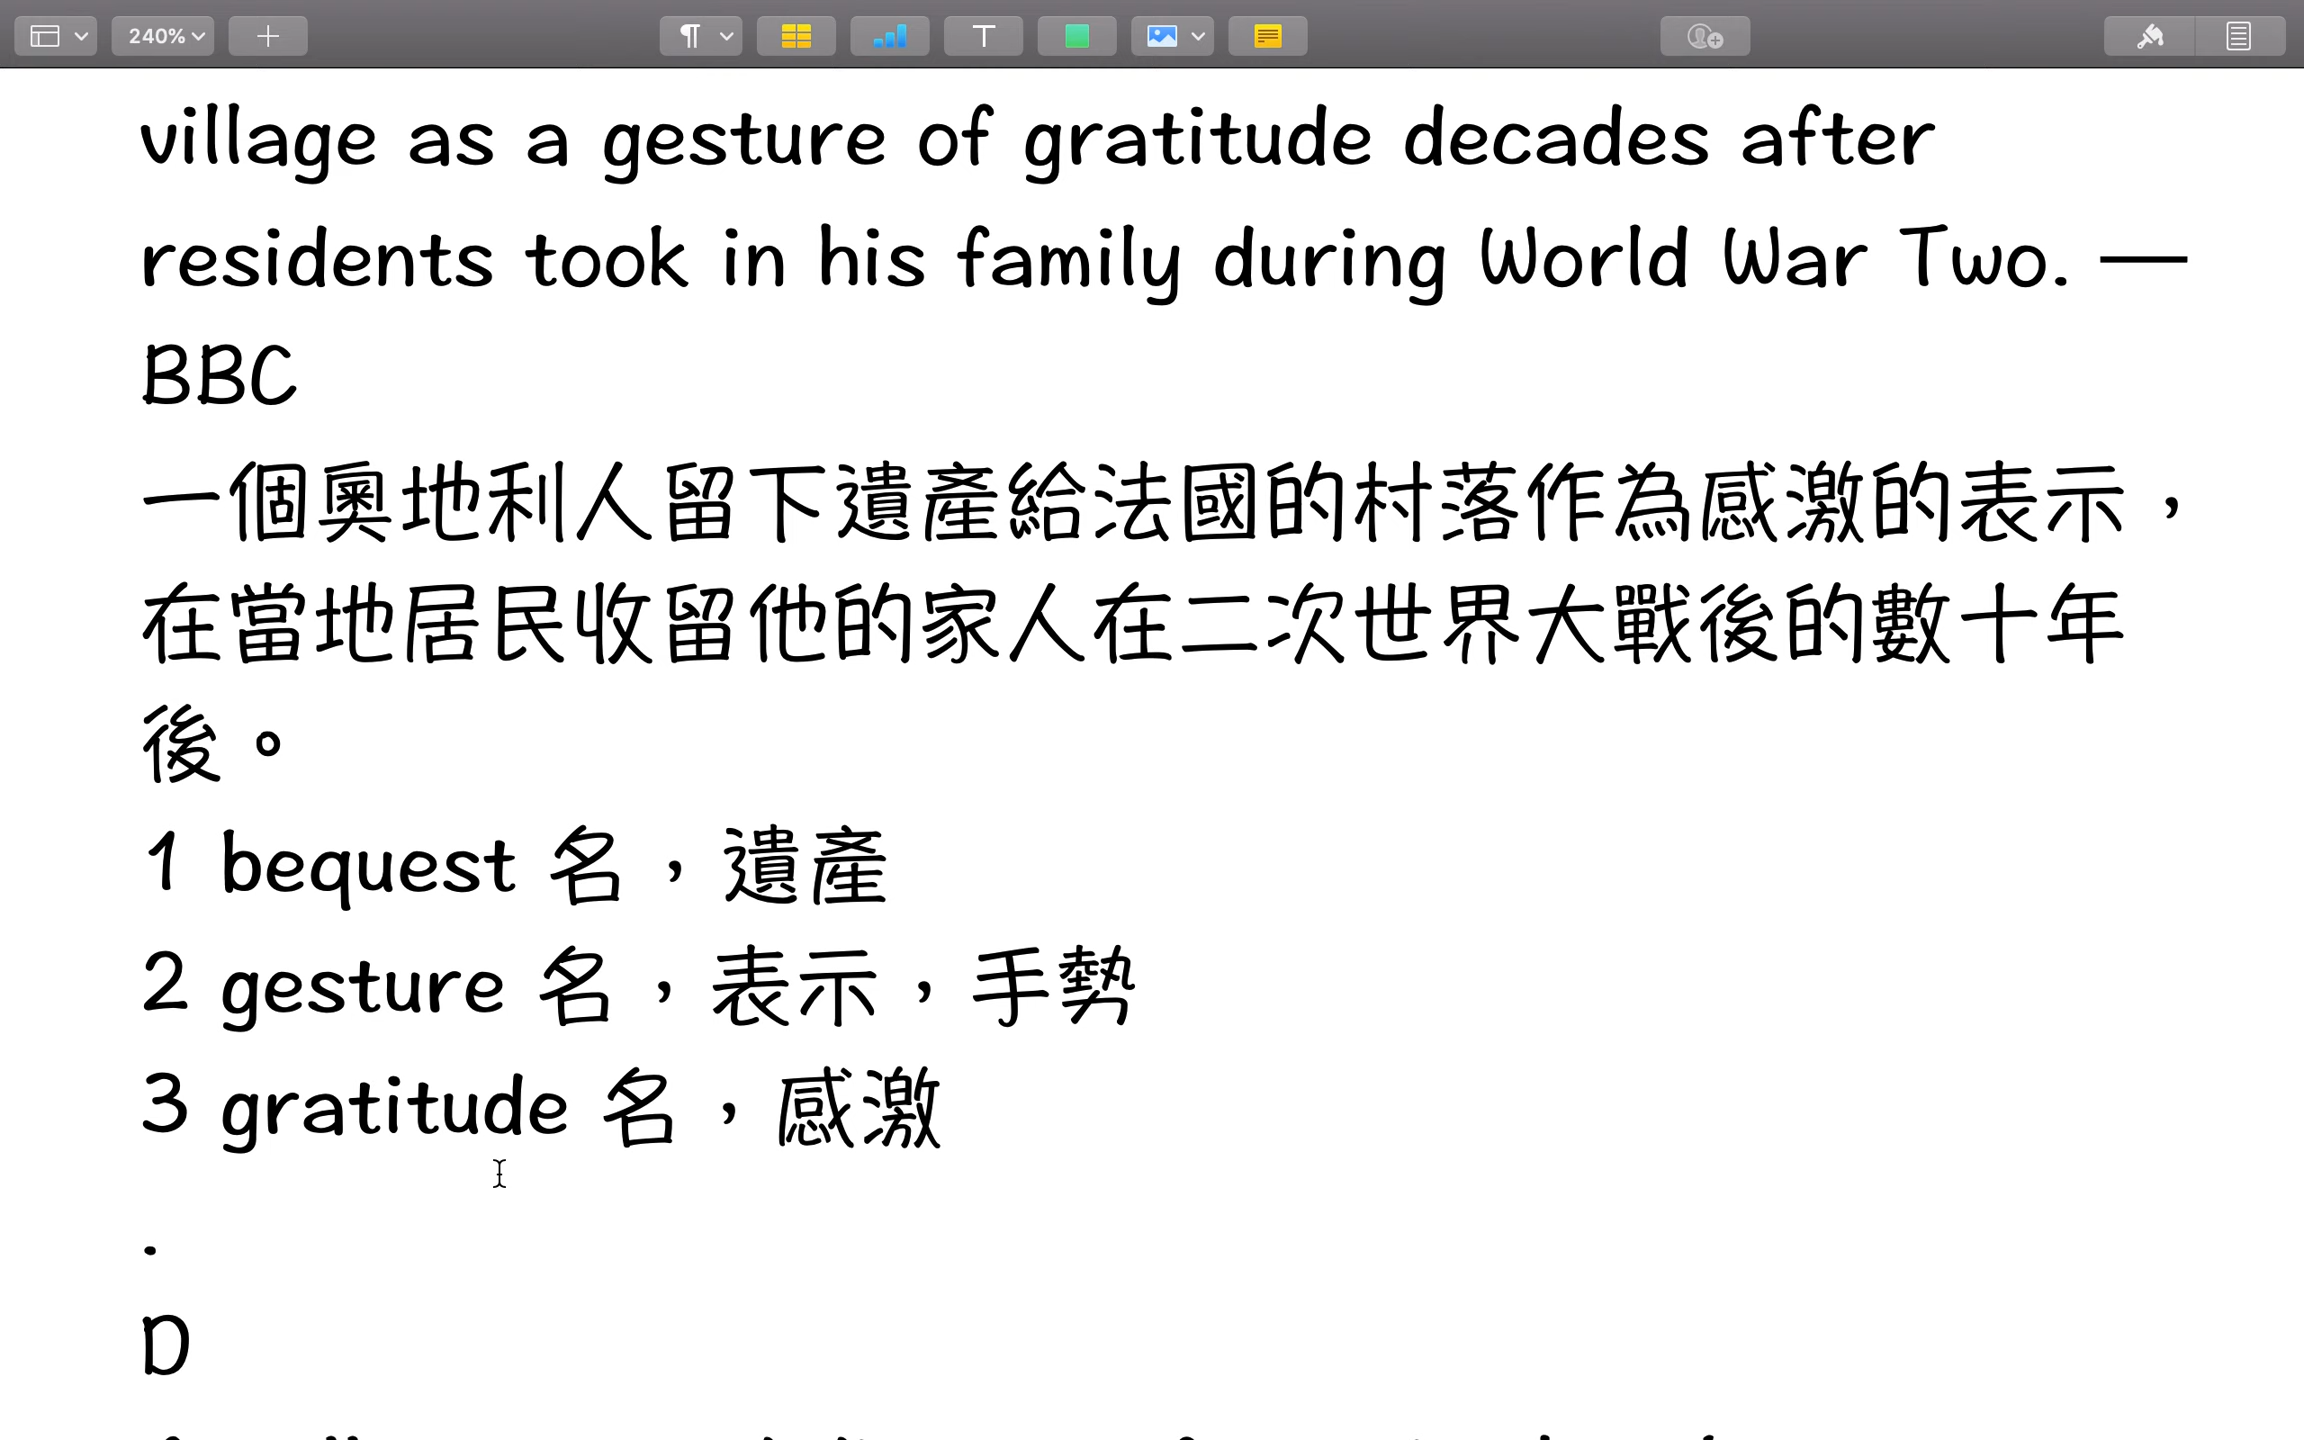 240%
village as a gesture of gratitude decades after
residents took in his family during World War Two. —
BBC
一個奧地利人留下遺產給法國的村落作為感激的表示，
在當地居民收留他的家人在二次世界大戰後的數十年
後。
1 bequest 名，遺產
2 gesture 名，表示，手勢
3 gratitude 名，感激
.
D